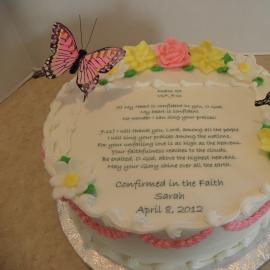 My heart is confident in you, O God,
My heart is confident
No wonder I can sing your praises!
9-11) I will thank you, Lord, among all the people
I will sing your praises among the nations.
For your unfailing love is as high as the heavens.
Your faithfulness reaches to the clouds.
Be exalted, O God, above the highest heavens.
May your Glory shine over all the earth.
Confirmed in the Faith
Sarah
April 8, 2012